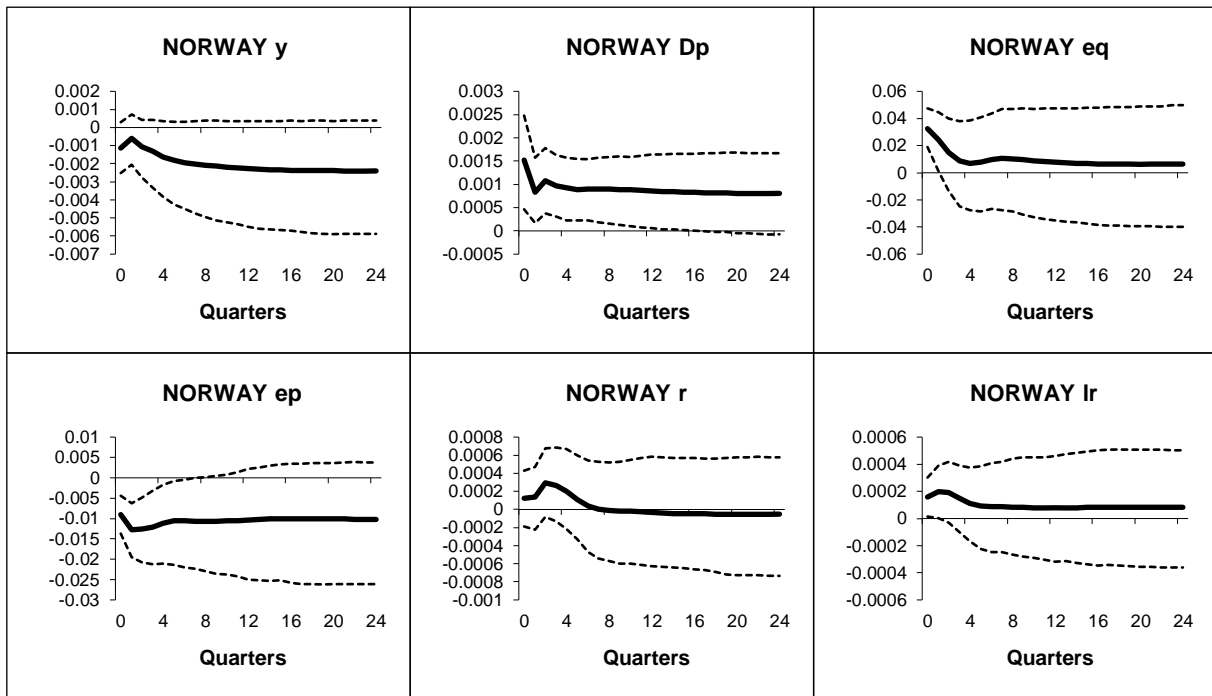 NORWAY y
0.002
0.001
0
-0.001
-0.002
-0.003
-0.004
-0.005
-0.006
-0.007
0 4 8 12 16 20 24
Quarters
NORWAY Dp
0.003
0.0025
0.002
0.0015
0.001
0.0005
0
-0.0005
0 4 8 12 16 20 24
Quarters
NORWAY eq
0.06
0.04
0.02
0
-0.02
-0.04
-0.06
0 4 8 12 16 20 24
Quarters
NORWAY ep
0.01
0.005
0
-0.005
-0.01
-0.015
-0.02
-0.025
-0.03
0 4 8 12 16 20 24
Quarters
NORWAY r
0.0008
0.0006
0.0004
0.0002
0
-0.0002
-0.0004
-0.0006
-0.0008
-0.001
0 4 8 12 16 20 24
Quarters
NORWAY lr
0.0006
0.0004
0.0002
0
-0.0002
-0.0004
-0.0006
0 4 8 12 16 20 24
Quarters